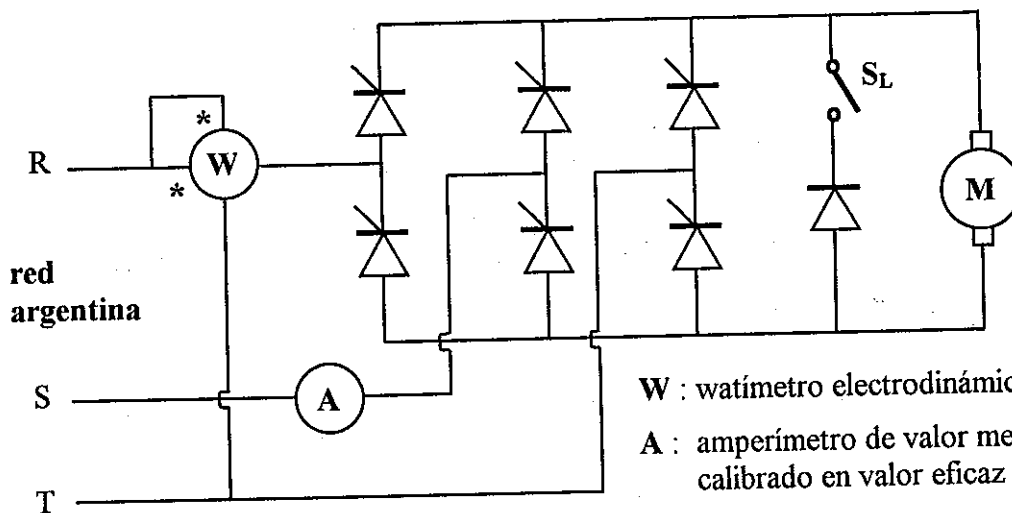 S_L
*
R
W
*
M
red
argentina
S
A
W : watímetro electrodinámic
A : amperímetro de valor me
calibrado en valor eficaz
T